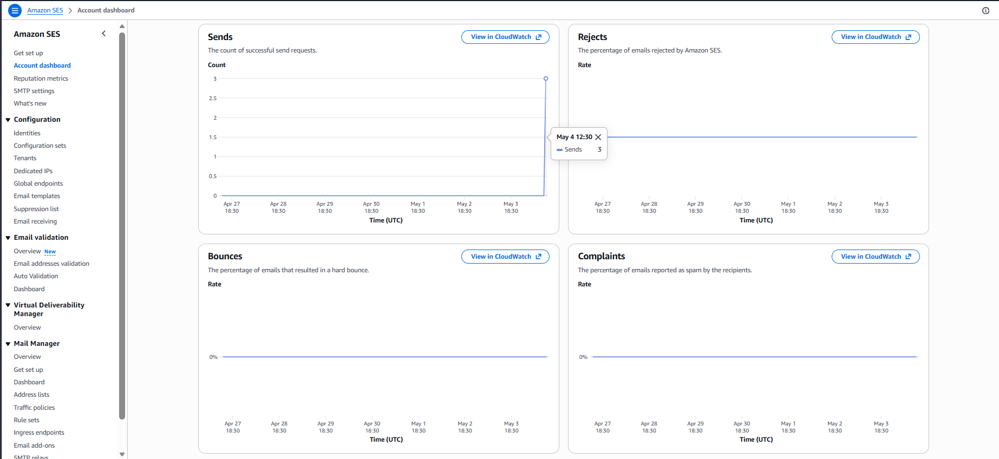 Amazon SES > Account dashboard
Amazon SES
Get set up
Account dashboard
Reputation metrics
SMTP settings
What's new
Configuration
Identities
Configuration sets
Tenants
Dedicated IPs
Global endpoints
Email templates
Suppression list
Email receiving
Email validation
Overview New
Email addresses validation
Auto Validation
Dashboard
Virtual Deliverability
Manager
Overview
Mail Manager
Overview
Get set up
Dashboard
Address lists
Traffic policies
Rule sets
Ingress endpoints
Email add-ons
SMTP relays
Sends
View in CloudWatch
The count of successful send requests.
Count
3
2.5
2
1.5
1
0.5
0
Apr 27 Apr 28 Apr 29 Apr 30 May 1 May 2 May 3
18:30 18:30 18:30 18:30 18:30 18:30 18:30
Time (UTC)
May 4 12:30
Sends 3
Rejects
View in CloudWatch
The percentage of emails rejected by Amazon SES.
Rate
Apr 27 Apr 28 Apr 29 Apr 30 May 1 May 2 May 3
18:30 18:30 18:30 18:30 18:30 18:30 18:30
Time (UTC)
Bounces
View in CloudWatch
The percentage of emails that resulted in a hard bounce.
Rate
0%
Apr 27 Apr 28 Apr 29 Apr 30 May 1 May 2 May 3
18:30 18:30 18:30 18:30 18:30 18:30 18:30
Time (UTC)
Complaints
View in CloudWatch
The percentage of emails reported as spam by the recipients.
Rate
0%
Apr 27 Apr 28 Apr 29 Apr 30 May 1 May 2 May 3
18:30 18:30 18:30 18:30 18:30 18:30 18:30
Time (UTC)